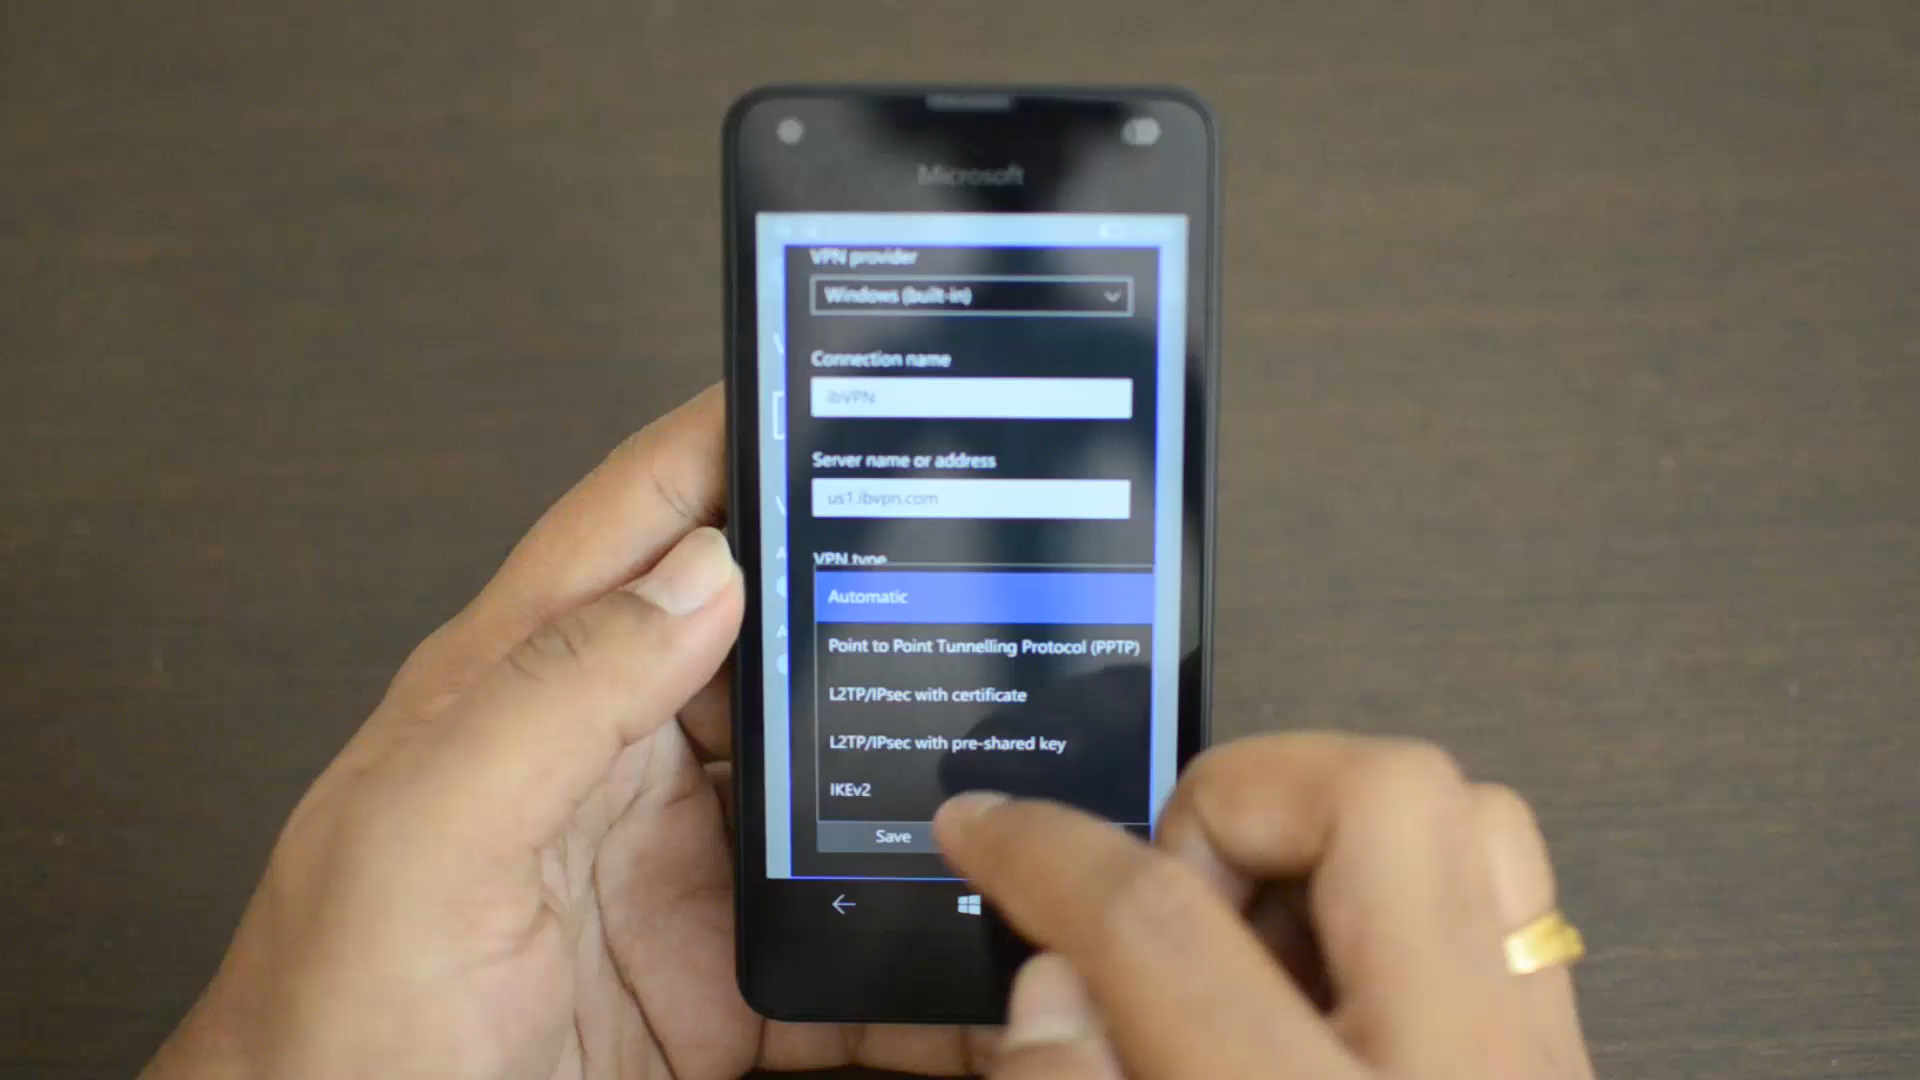 Microsoft
VPN provider
Windows (built-in)
Connection name
ibVPN
Server name or address
us1.ibvpn.com
VPN type
Automatic
Point to Point Tunnelling Protocol (PPTP)
L2TP/IPsec with certificate
L2TP/IPsec with pre-shared key
IKEv2
Save